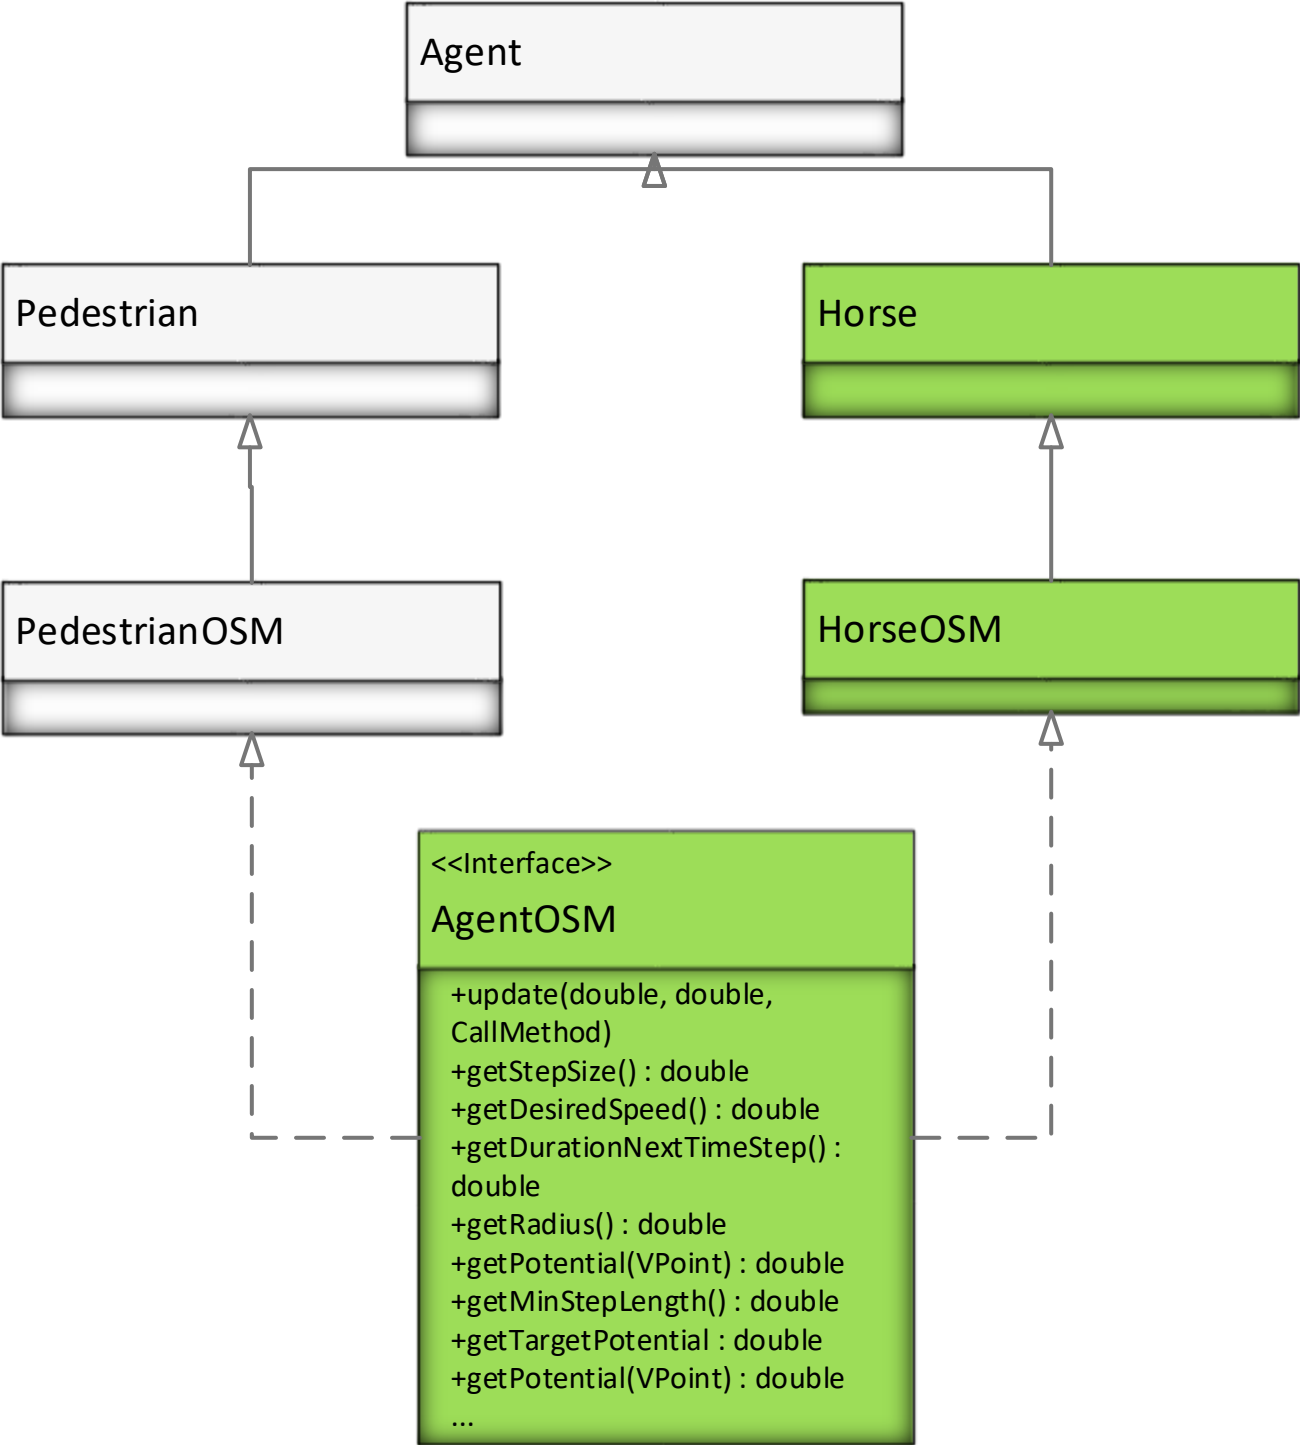 Agent
Pedestrian
Horse
PedestrianOSM
HorseOSM
<<Interface>>
AgentOSM
+update(double, double,
CallMethod)
+getStepSize() : double
+getDesiredSpeed() : double
+getDurationNextTimeStep() :
double
+getRadius() : double
+getPotential(VPoint) : double
+getMinStepLength() : double
+getTargetPotential : double
+getPotential(VPoint) : double
...